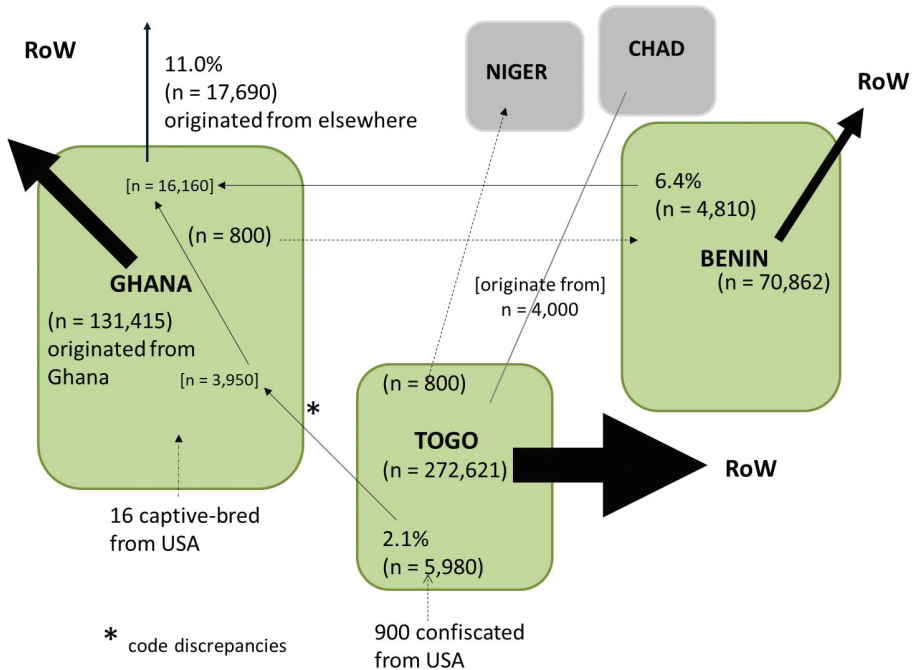 RoW
11.0%
(n = 17,690)
originated from elsewhere
NIGER
CHAD
RoW
[n = 16,160]
(n = 800)
6.4%
(n = 4,810)
GHANA
BENIN
(n = 70,862)
(n = 131,415)
originated from
Ghana
[originate from]
n = 4,000
[n = 3,950]
*
(n = 800)
TOGO
(n = 272,621)
RoW
16 captive-bred
from USA
2.1%
(n = 5,980)
* code discrepancies
900 confiscated
from USA